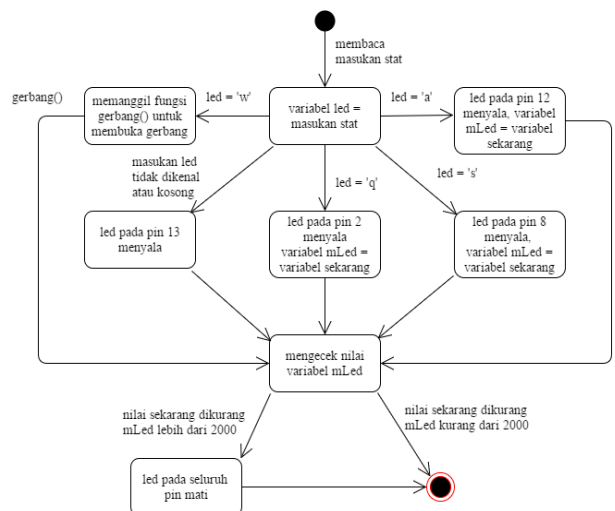 membaca
masukan stat
gerbang()
memanggil fungsi
gerbang() untuk
membuka gerbang
led = 'w'
variabel led =
masukan stat
led = 'a'
led pada pin 12
menyala, variabel
mLed = variabel
sekarang
masukan led
tidak dikenal
atau kosong
led = 'q'
led = 's'
led pada pin 13
menyala
led pada pin 2
menyala
variabel mLed =
variabel sekarang
led pada pin 8
menyala,
variabel mLed =
variabel sekarang
mengecek nilai
variabel mLed
nilai sekarang dikurang
mLed lebih dari 2000
nilai sekarang dikurang
mLed kurang dari 2000
led pada seluruh
pin mati